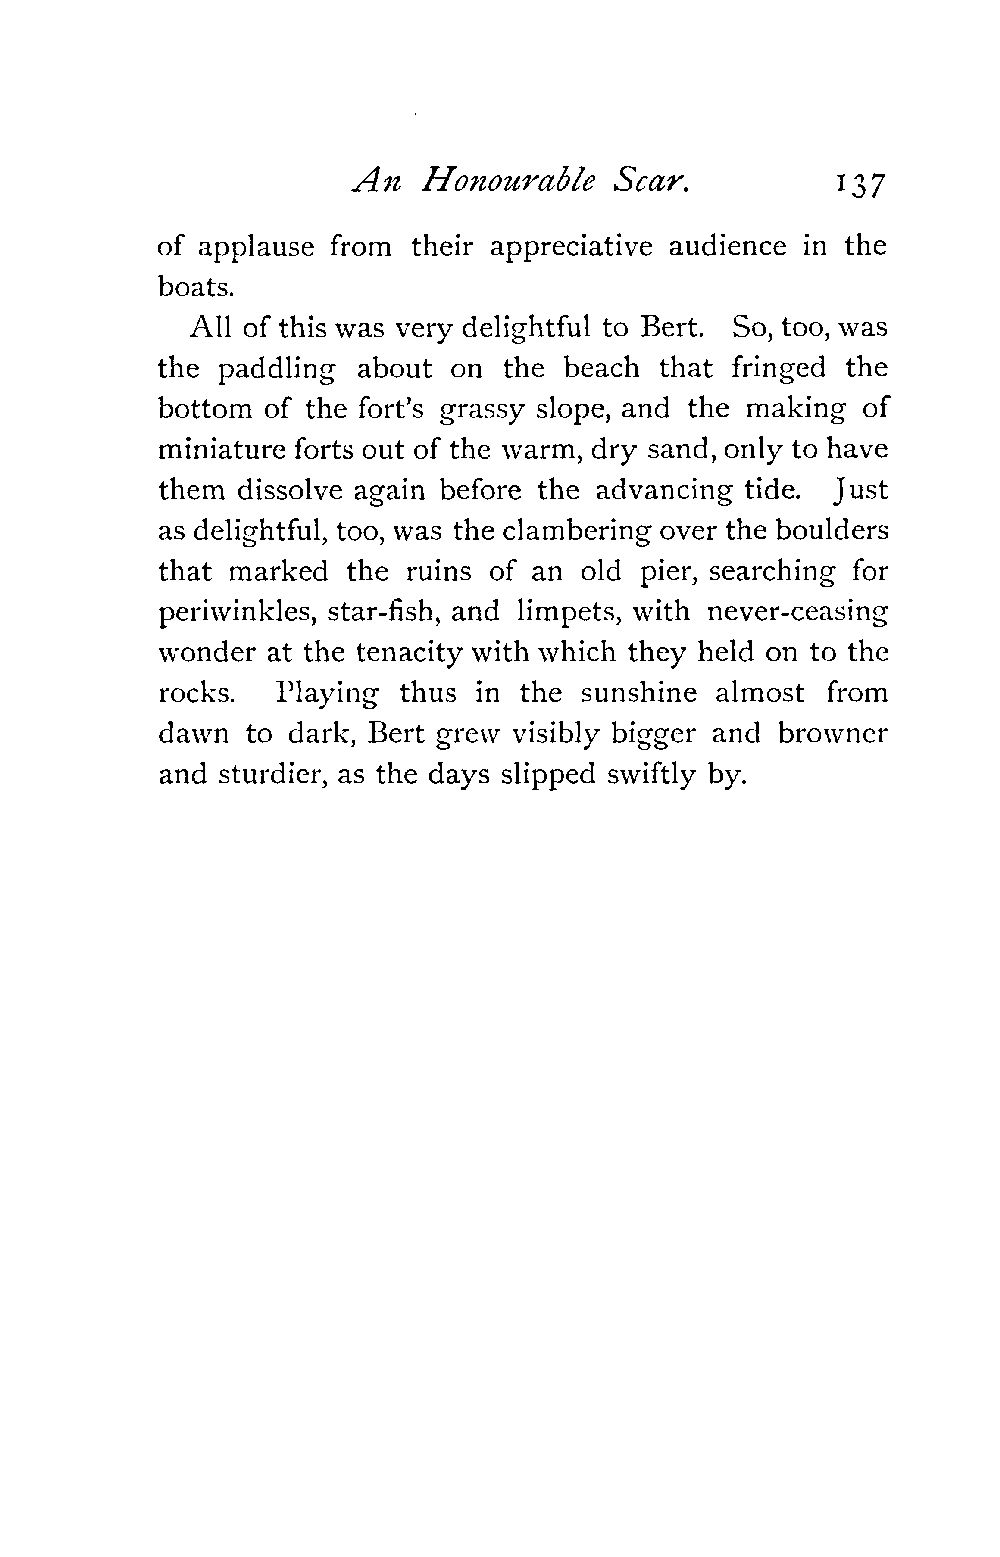 An Honourable Scar. 137
of applause from their appreciative audience in the
boats.
All of this was very delightful to Bert. So, too, was
the paddling about on the beach that fringed the
bottom of the fort's grassy slope, and the making of
miniature forts out of the warm, dry sand, only to have
them dissolve again before the advancing tide. Just
as delightful, too, was the clambering over the boulders
that marked the ruins of an old pier, searching for
periwinkles, star-fish, and limpets, with never-ceasing
wonder at the tenacity with which they held on to the
rocks. Playing thus in the sunshine almost from
dawn to dark, Bert grew visibly bigger and browner
and sturdier, as the days slipped swiftly by.